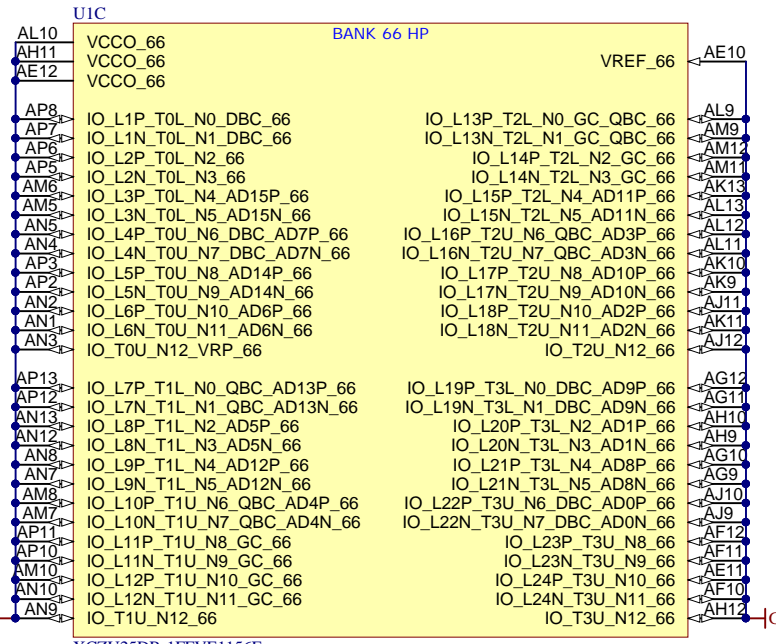 U1C
BANK 66 HP
AL10 VCCO_66
AH11 VCCO_66 VREF_66 AE10
AE12 VCCO_66
AP8 IO_L1P_T0L_N0_DBC_66 IO_L13P_T2L_N0_GC_QBC_66 AL9
AP7 IO_L1N_T0L_N1_DBC_66 IO_L13N_T2L_N1_GC_QBC_66 AM9
AP6 IO_L2P_T0L_N2_66 IO_L14P_T2L_N2_GC_66 AM12
AP5 IO_L2N_T0L_N3_66 IO_L14N_T2L_N3_GC_66 AM11
AM6 IO_L3P_T0L_N4_AD15P_66 IO_L15P_T2L_N4_AD11P_66 AK13
AM5 IO_L3N_T0L_N5_AD15N_66 IO_L15N_T2L_N5_AD11N_66 AL13
AN5 IO_L4P_T0U_N6_DBC_AD7P_66 IO_L16P_T2U_N6_QBC_AD3P_66 AL12
AN4 IO_L4N_T0U_N7_DBC_AD7N_66 IO_L16N_T2U_N7_QBC_AD3N_66 AL11
AP3 IO_L5P_T0U_N8_AD14P_66 IO_L17P_T2U_N8_AD10P_66 AK10
AP2 IO_L5N_T0U_N9_AD14N_66 IO_L17N_T2U_N9_AD10N_66 AK9
AN2 IO_L6P_T0U_N10_AD6P_66 IO_L18P_T2U_N10_AD2P_66 AJ11
AN1 IO_L6N_T0U_N11_AD6N_66 IO_L18N_T2U_N11_AD2N_66 AK11
AN3 IO_T0U_N12_VRP_66 IO_T2U_N12_66 AJ12
AP13 IO_L7P_T1L_N0_QBC_AD13P_66 IO_L19P_T3L_N0_DBC_AD9P_66 AG12
AP12 IO_L7N_T1L_N1_QBC_AD13N_66 IO_L19N_T3L_N1_DBC_AD9N_66 AG11
AN13 IO_L8P_T1L_N2_AD5P_66 IO_L20P_T3L_N2_AD1P_66 AH10
AN12 IO_L8N_T1L_N3_AD5N_66 IO_L20N_T3L_N3_AD1N_66 AH9
AN8 IO_L9P_T1L_N4_AD12P_66 IO_L21P_T3L_N4_AD8P_66 AG10
AN7 IO_L9N_T1L_N5_AD12N_66 IO_L21N_T3L_N5_AD8N_66 AG9
AM8 IO_L10P_T1U_N6_QBC_AD4P_66 IO_L22P_T3U_N6_DBC_AD0P_66 AJ10
AM7 IO_L10N_T1U_N7_QBC_AD4N_66 IO_L22N_T3U_N7_DBC_AD0N_66 AJ9
AP11 IO_L11P_T1U_N8_GC_66 IO_L23P_T3U_N8_66 AF12
AP10 IO_L11N_T1U_N9_GC_66 IO_L23N_T3U_N9_66 AF11
AM10 IO_L12P_T1U_N10_GC_66 IO_L24P_T3U_N10_66 AE11
AN10 IO_L12N_T1U_N11_GC_66 IO_L24N_T3U_N11_66 AF10
AN9 IO_T1U_N12_66 IO_T3U_N12_66 AH12